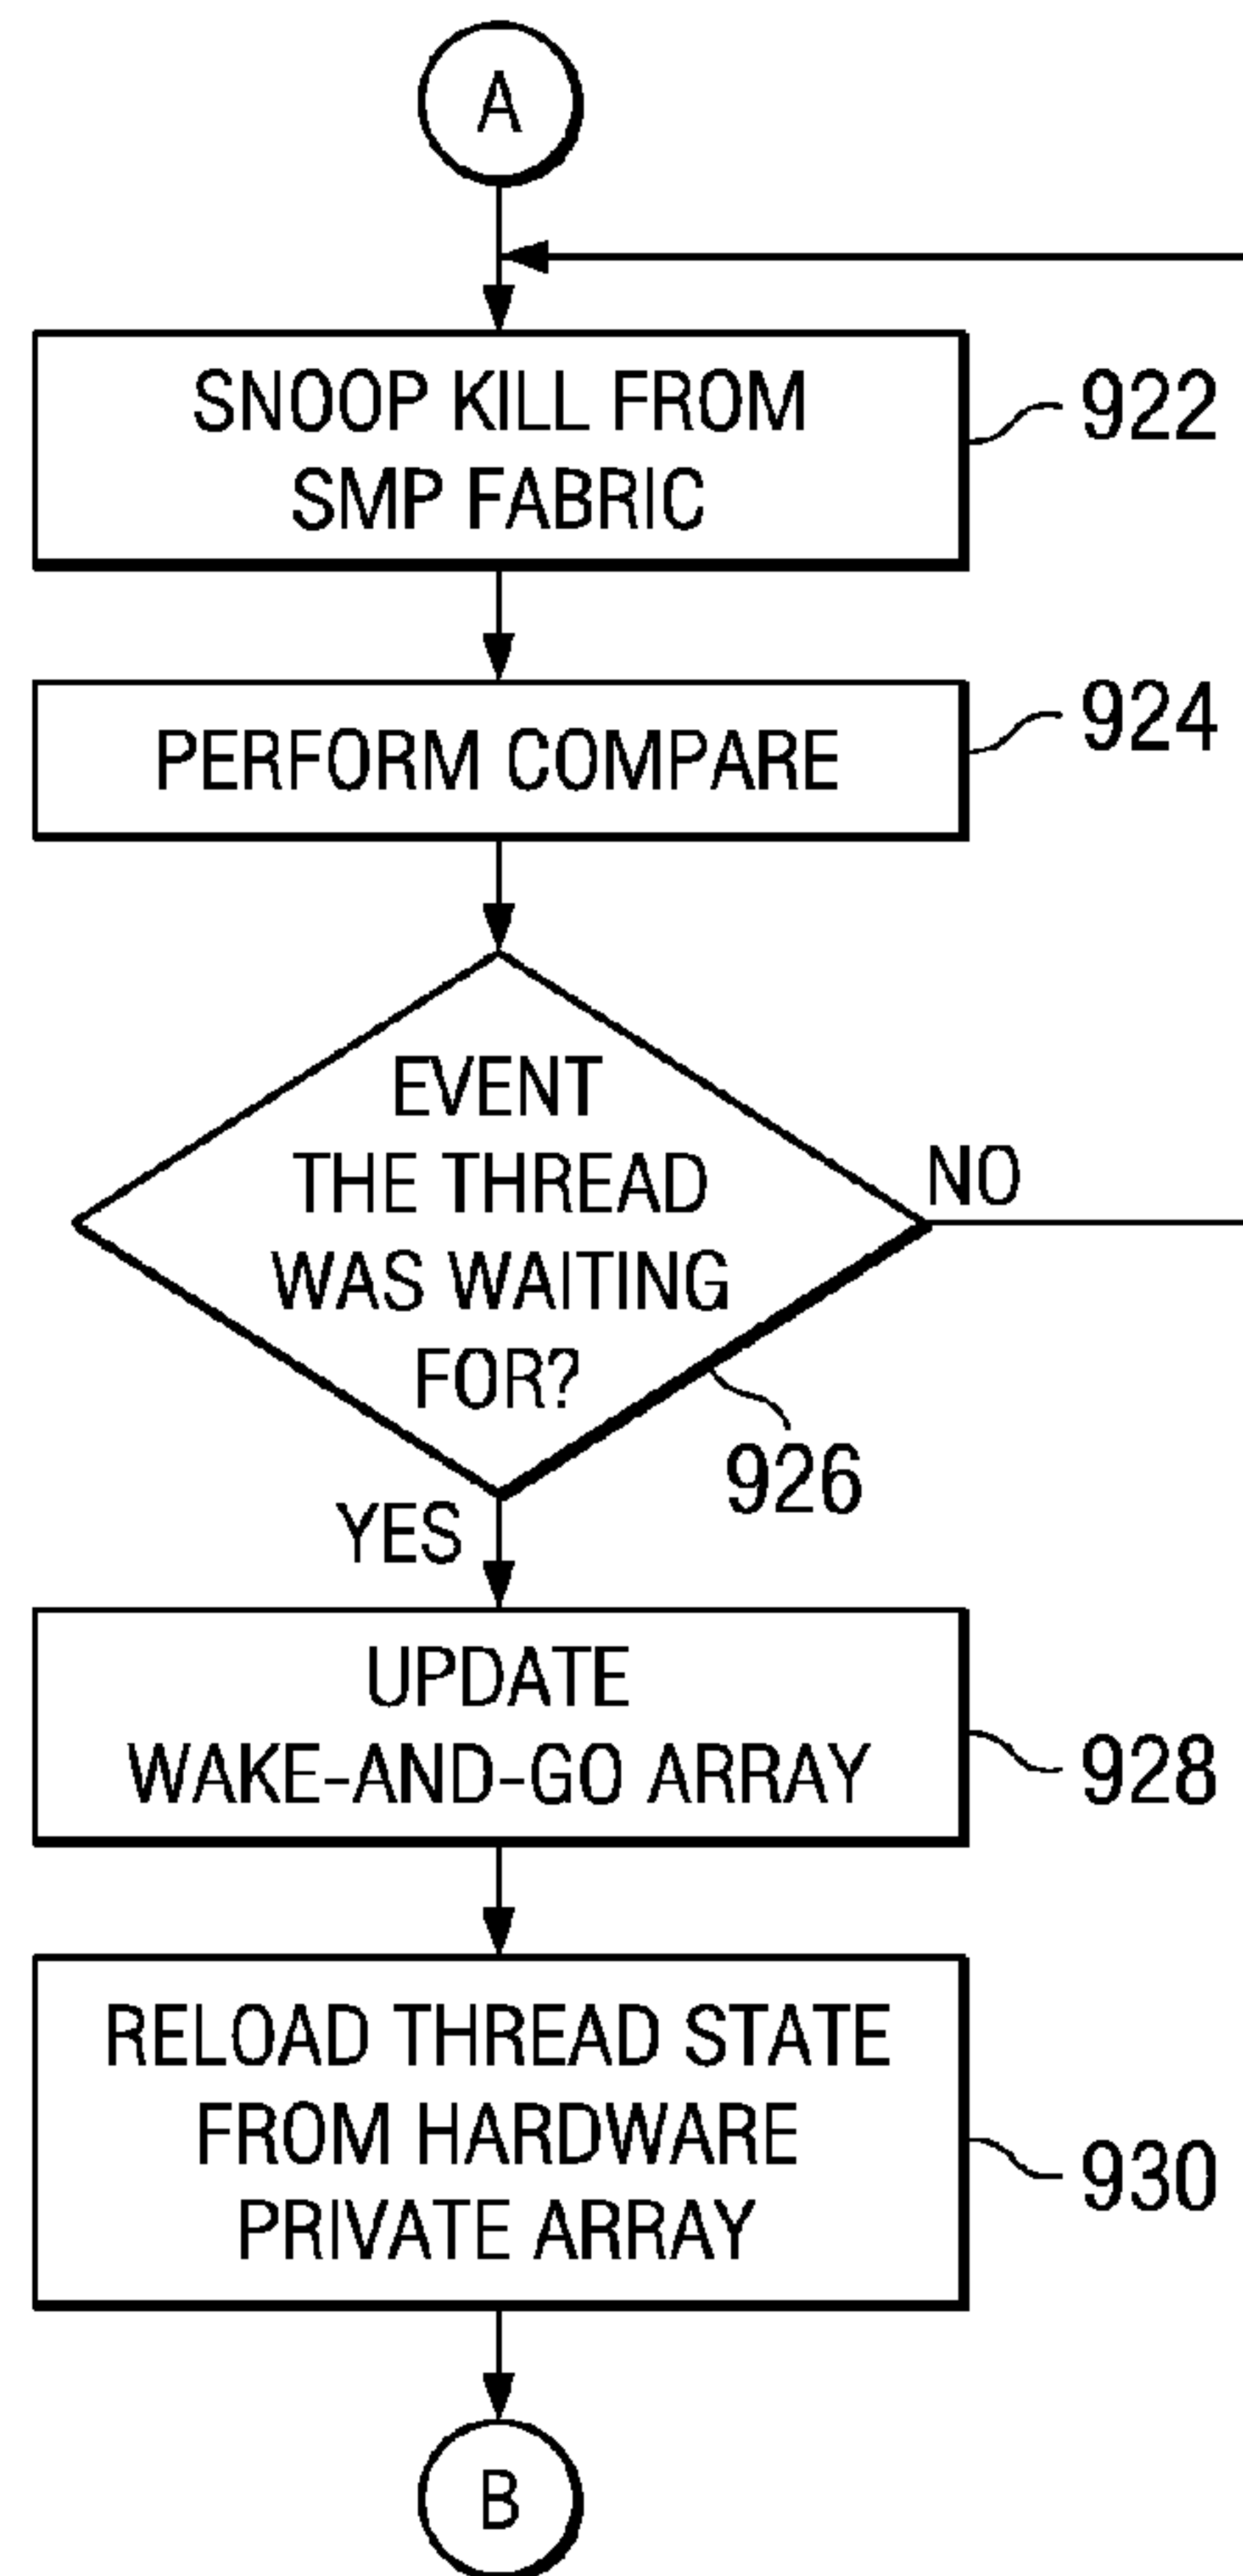 A
SNOOP KILL FROM
SMP FABRIC
922
PERFORM COMPARE
924
EVENT
THE THREAD
WAS WAITING
FOR?
NO
926
YES
UPDATE
WAKE-AND-GO ARRAY
928
RELOAD THREAD STATE
FROM HARDWARE
PRIVATE ARRAY
930
B